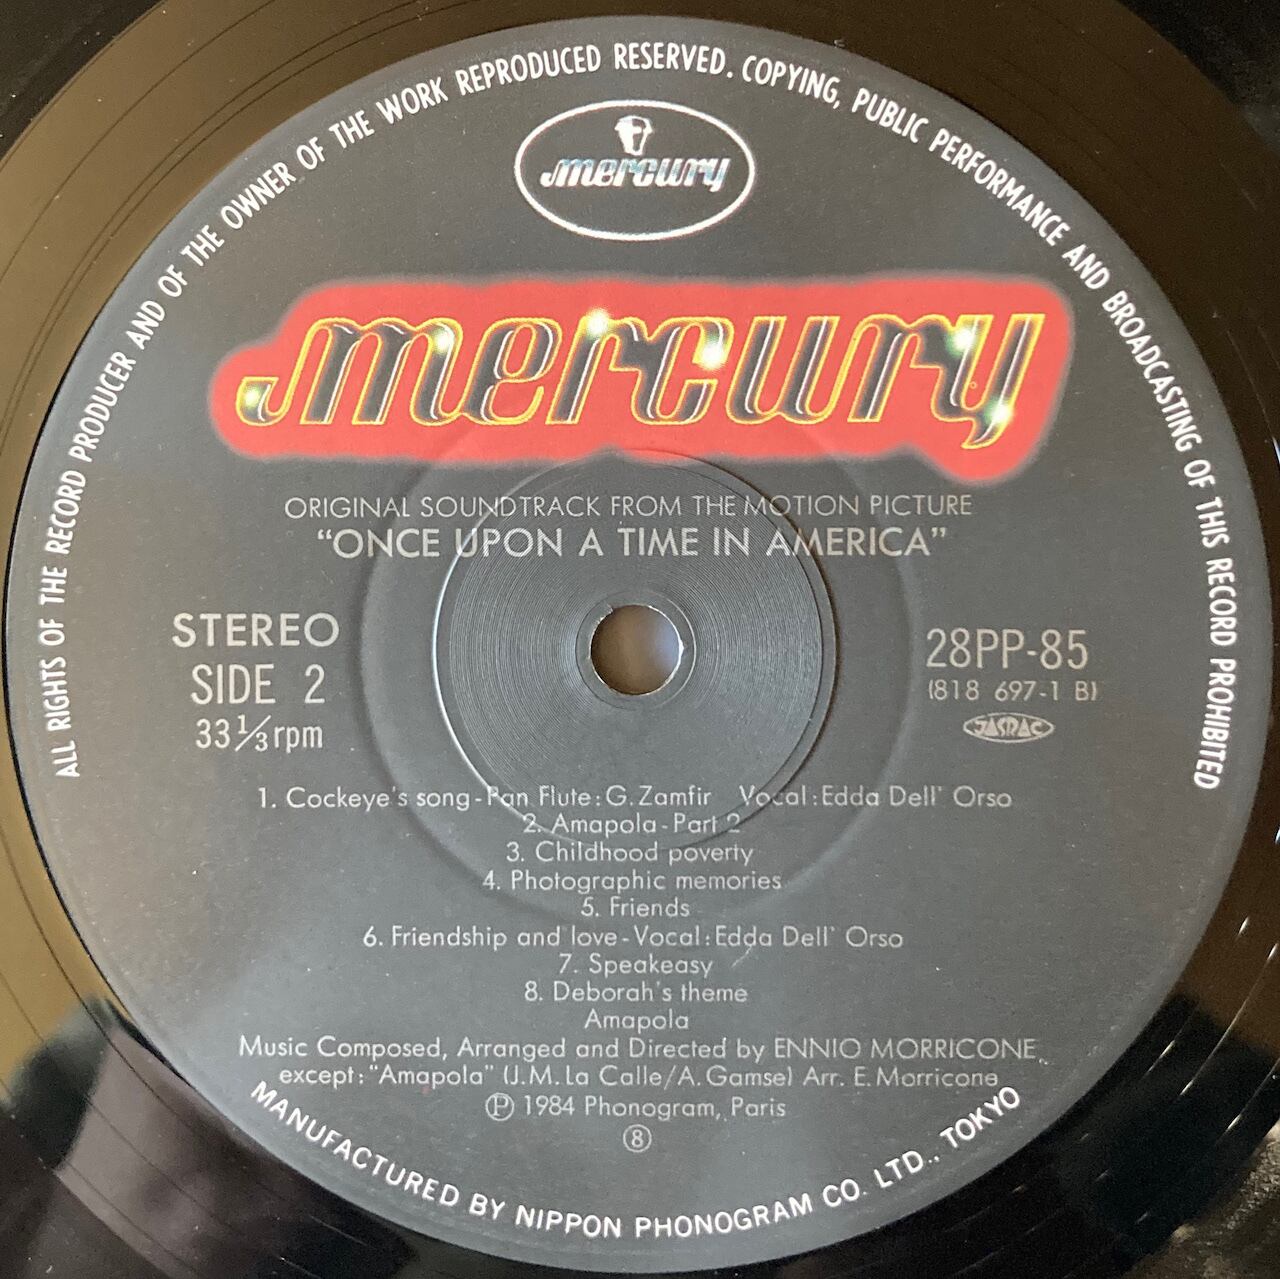 ALL RIGHTS OF THE RECORD PRODUCER AND OF THE OWNER OF THE WORK REPRODUCED RESERVED. COPYING, PUBLIC PERFORMANCE AND BROADCASTING OF THIS RECORD PROHIBITED
mercury
mercury
ORIGINAL SOUNDTRACK FROM THE MOTION PICTURE
“ONCE UPON A TIME IN AMERICA”
STEREO
SIDE 2
33⅓rpm
28PP-85
(818 697-1 B)
JASRAC
1. Cockeye's song-Pan Flute:G.Zamfir Vocal:Edda Dell' Orso
2. Amapola-Part 2
3. Childhood poverty
4. Photographic memories
5. Friends
6. Friendship and love-Vocal:Edda Dell' Orso
7. Speakeasy
8. Deborah's theme
Amapola
Music Composed, Arranged and Directed by ENNIO MORRICONE
except:"Amapola" (J.M.La Calle/A.Gamse) Arr. E.Morricone
Ⓟ 1984 Phonogram, Paris
⑧
MANUFACTURED BY NIPPON PHONOGRAM CO. LTD., TOKYO